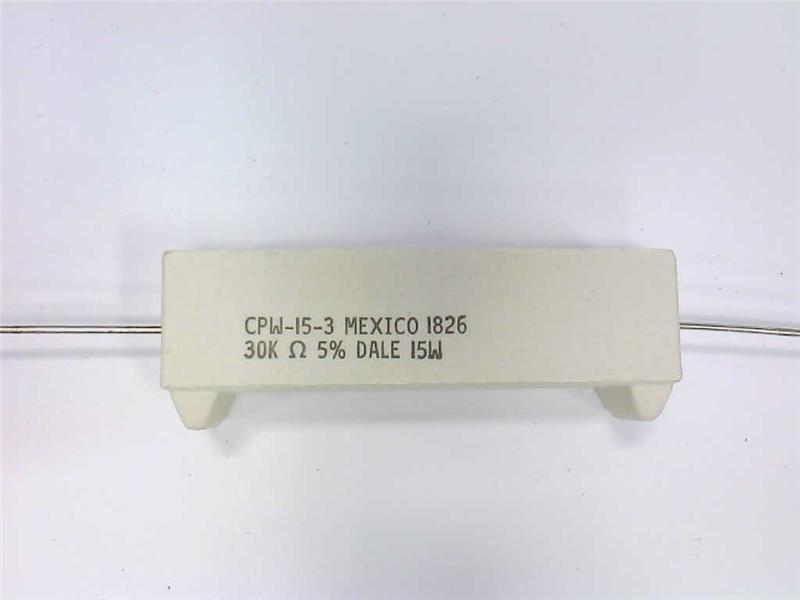 CPW-15-3 MEXICO 1826
30K Ω 5% DALE 15W